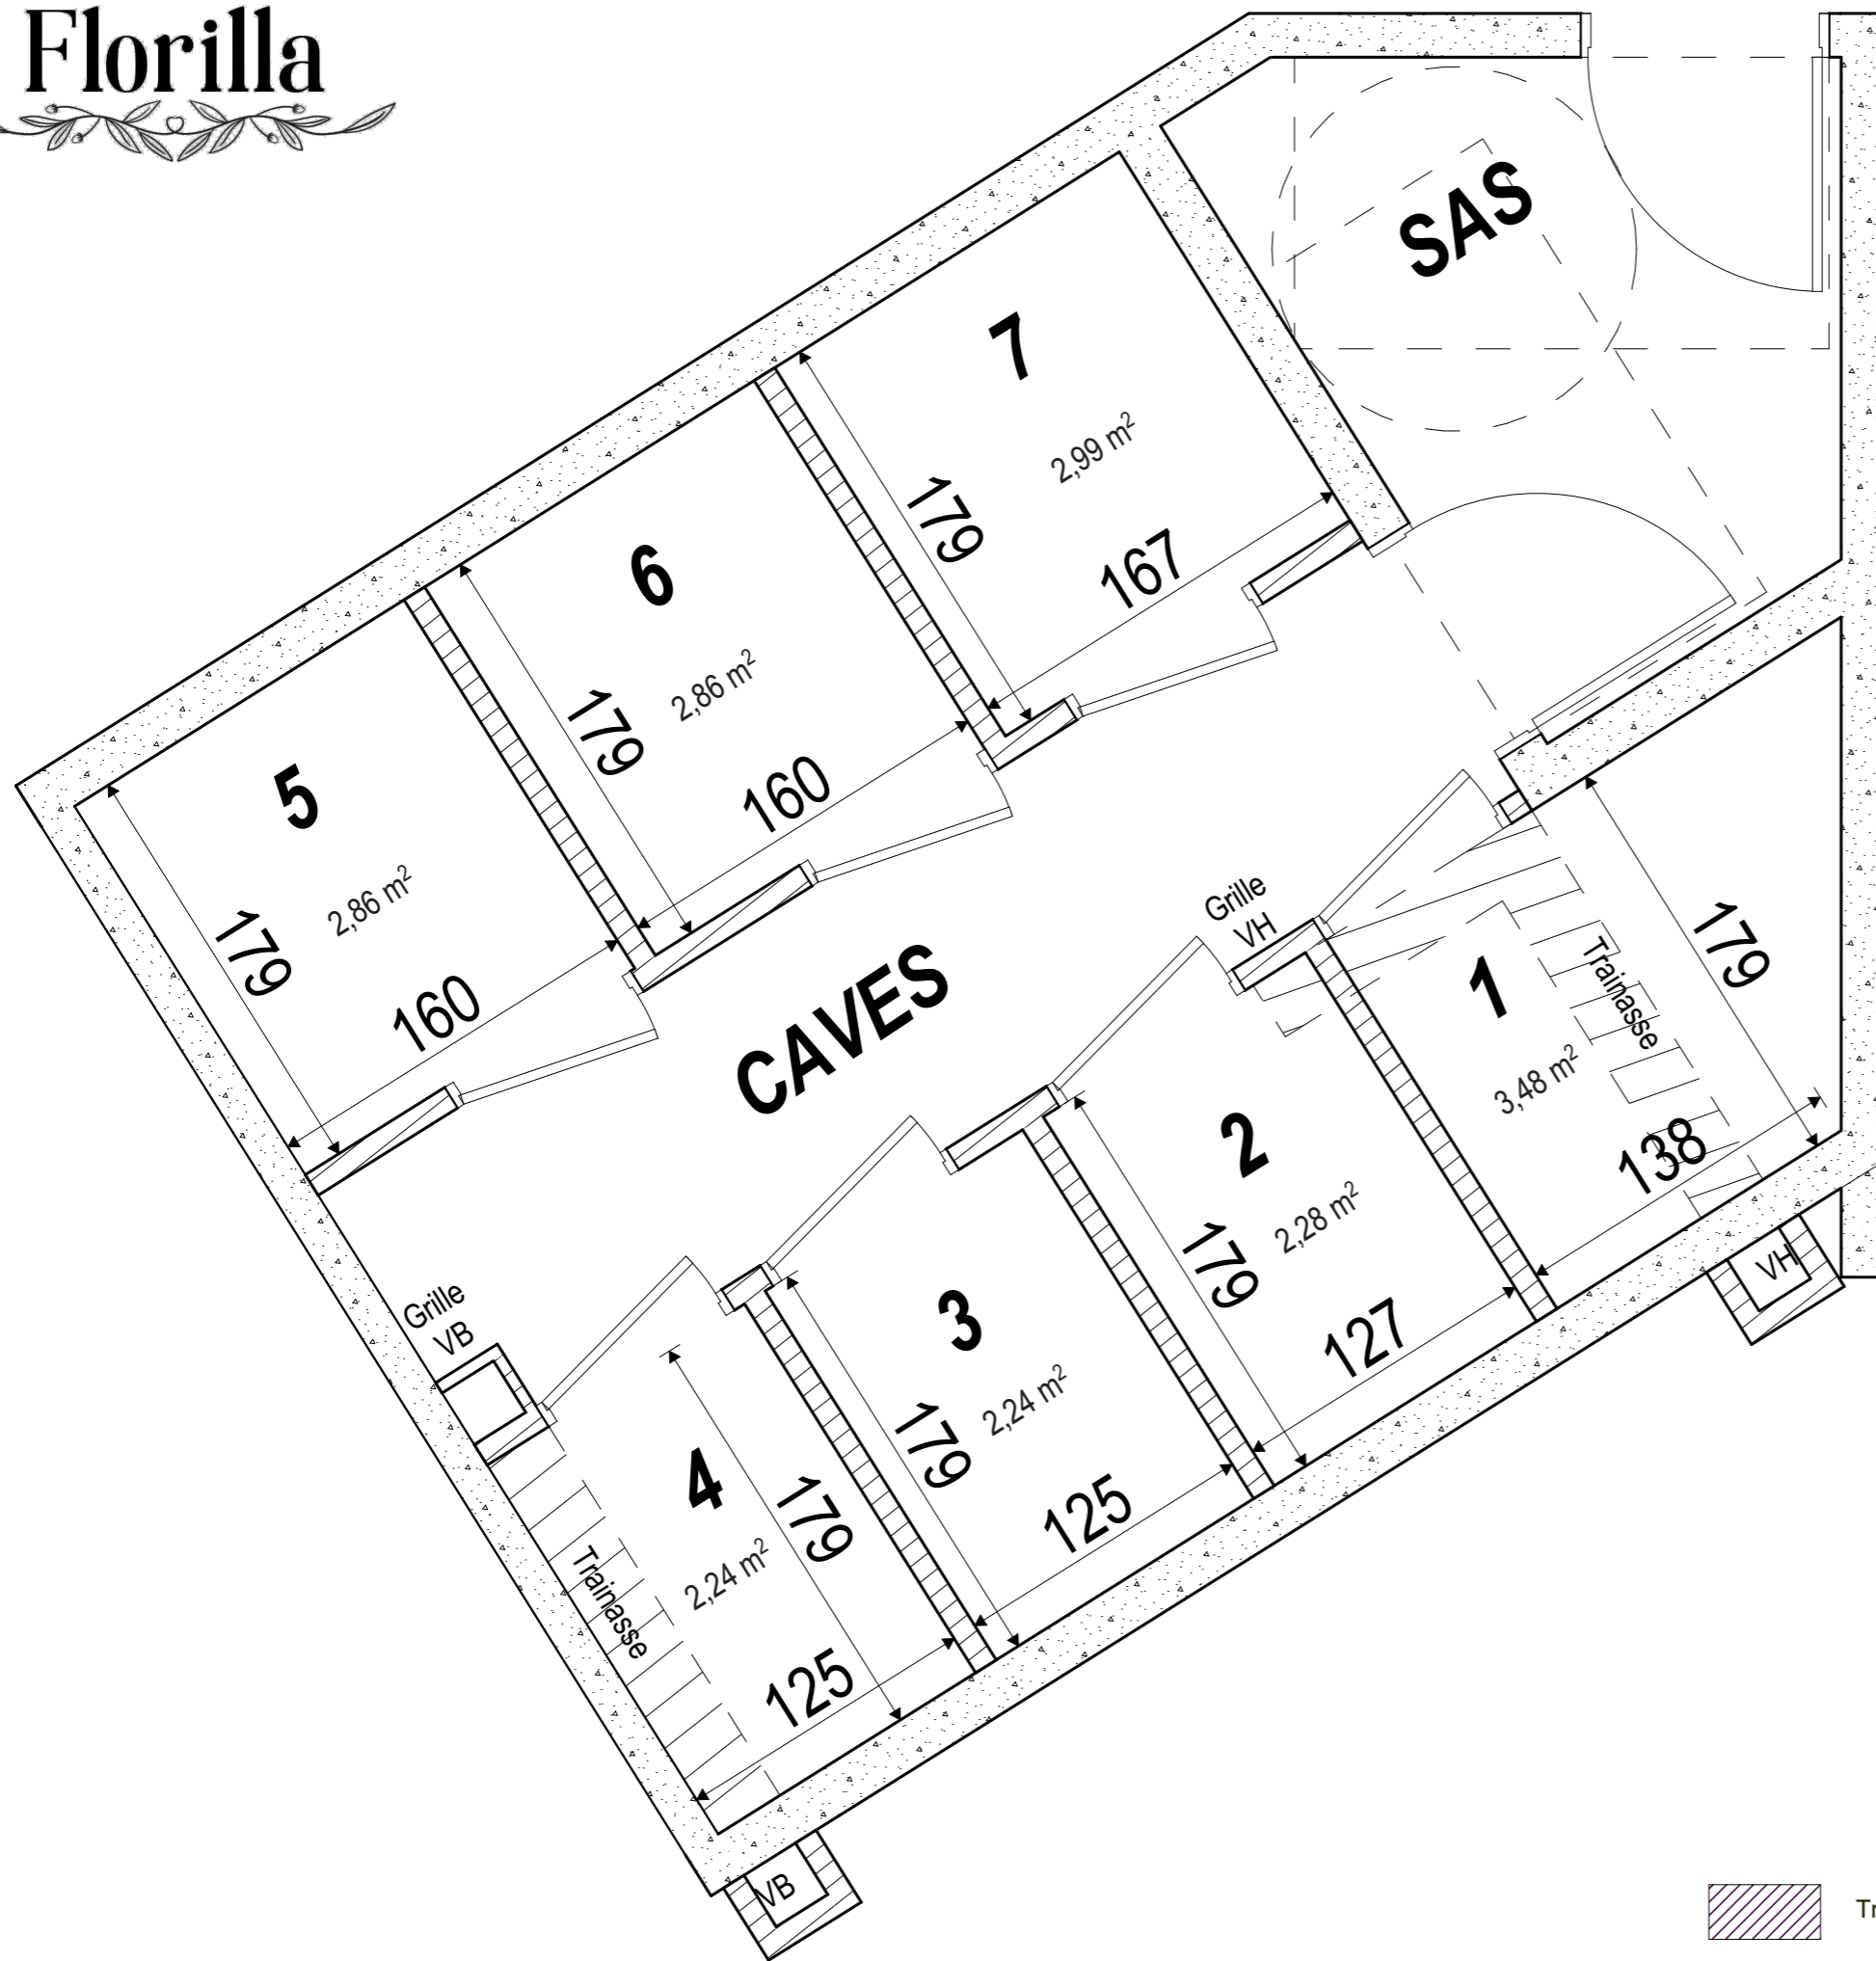 Florilla
SAS
7
2,99 m²
179
167
6
2,86 m²
179
160
5
2,86 m²
179
160
CAVES
Grille
VH
1
Trainasse
3,48 m²
179
138
VH
2
2,28 m²
179
127
3
2,24 m²
179
125
Grille
VB
4
2,24 m²
179
Trainasse
125
VB
Tr